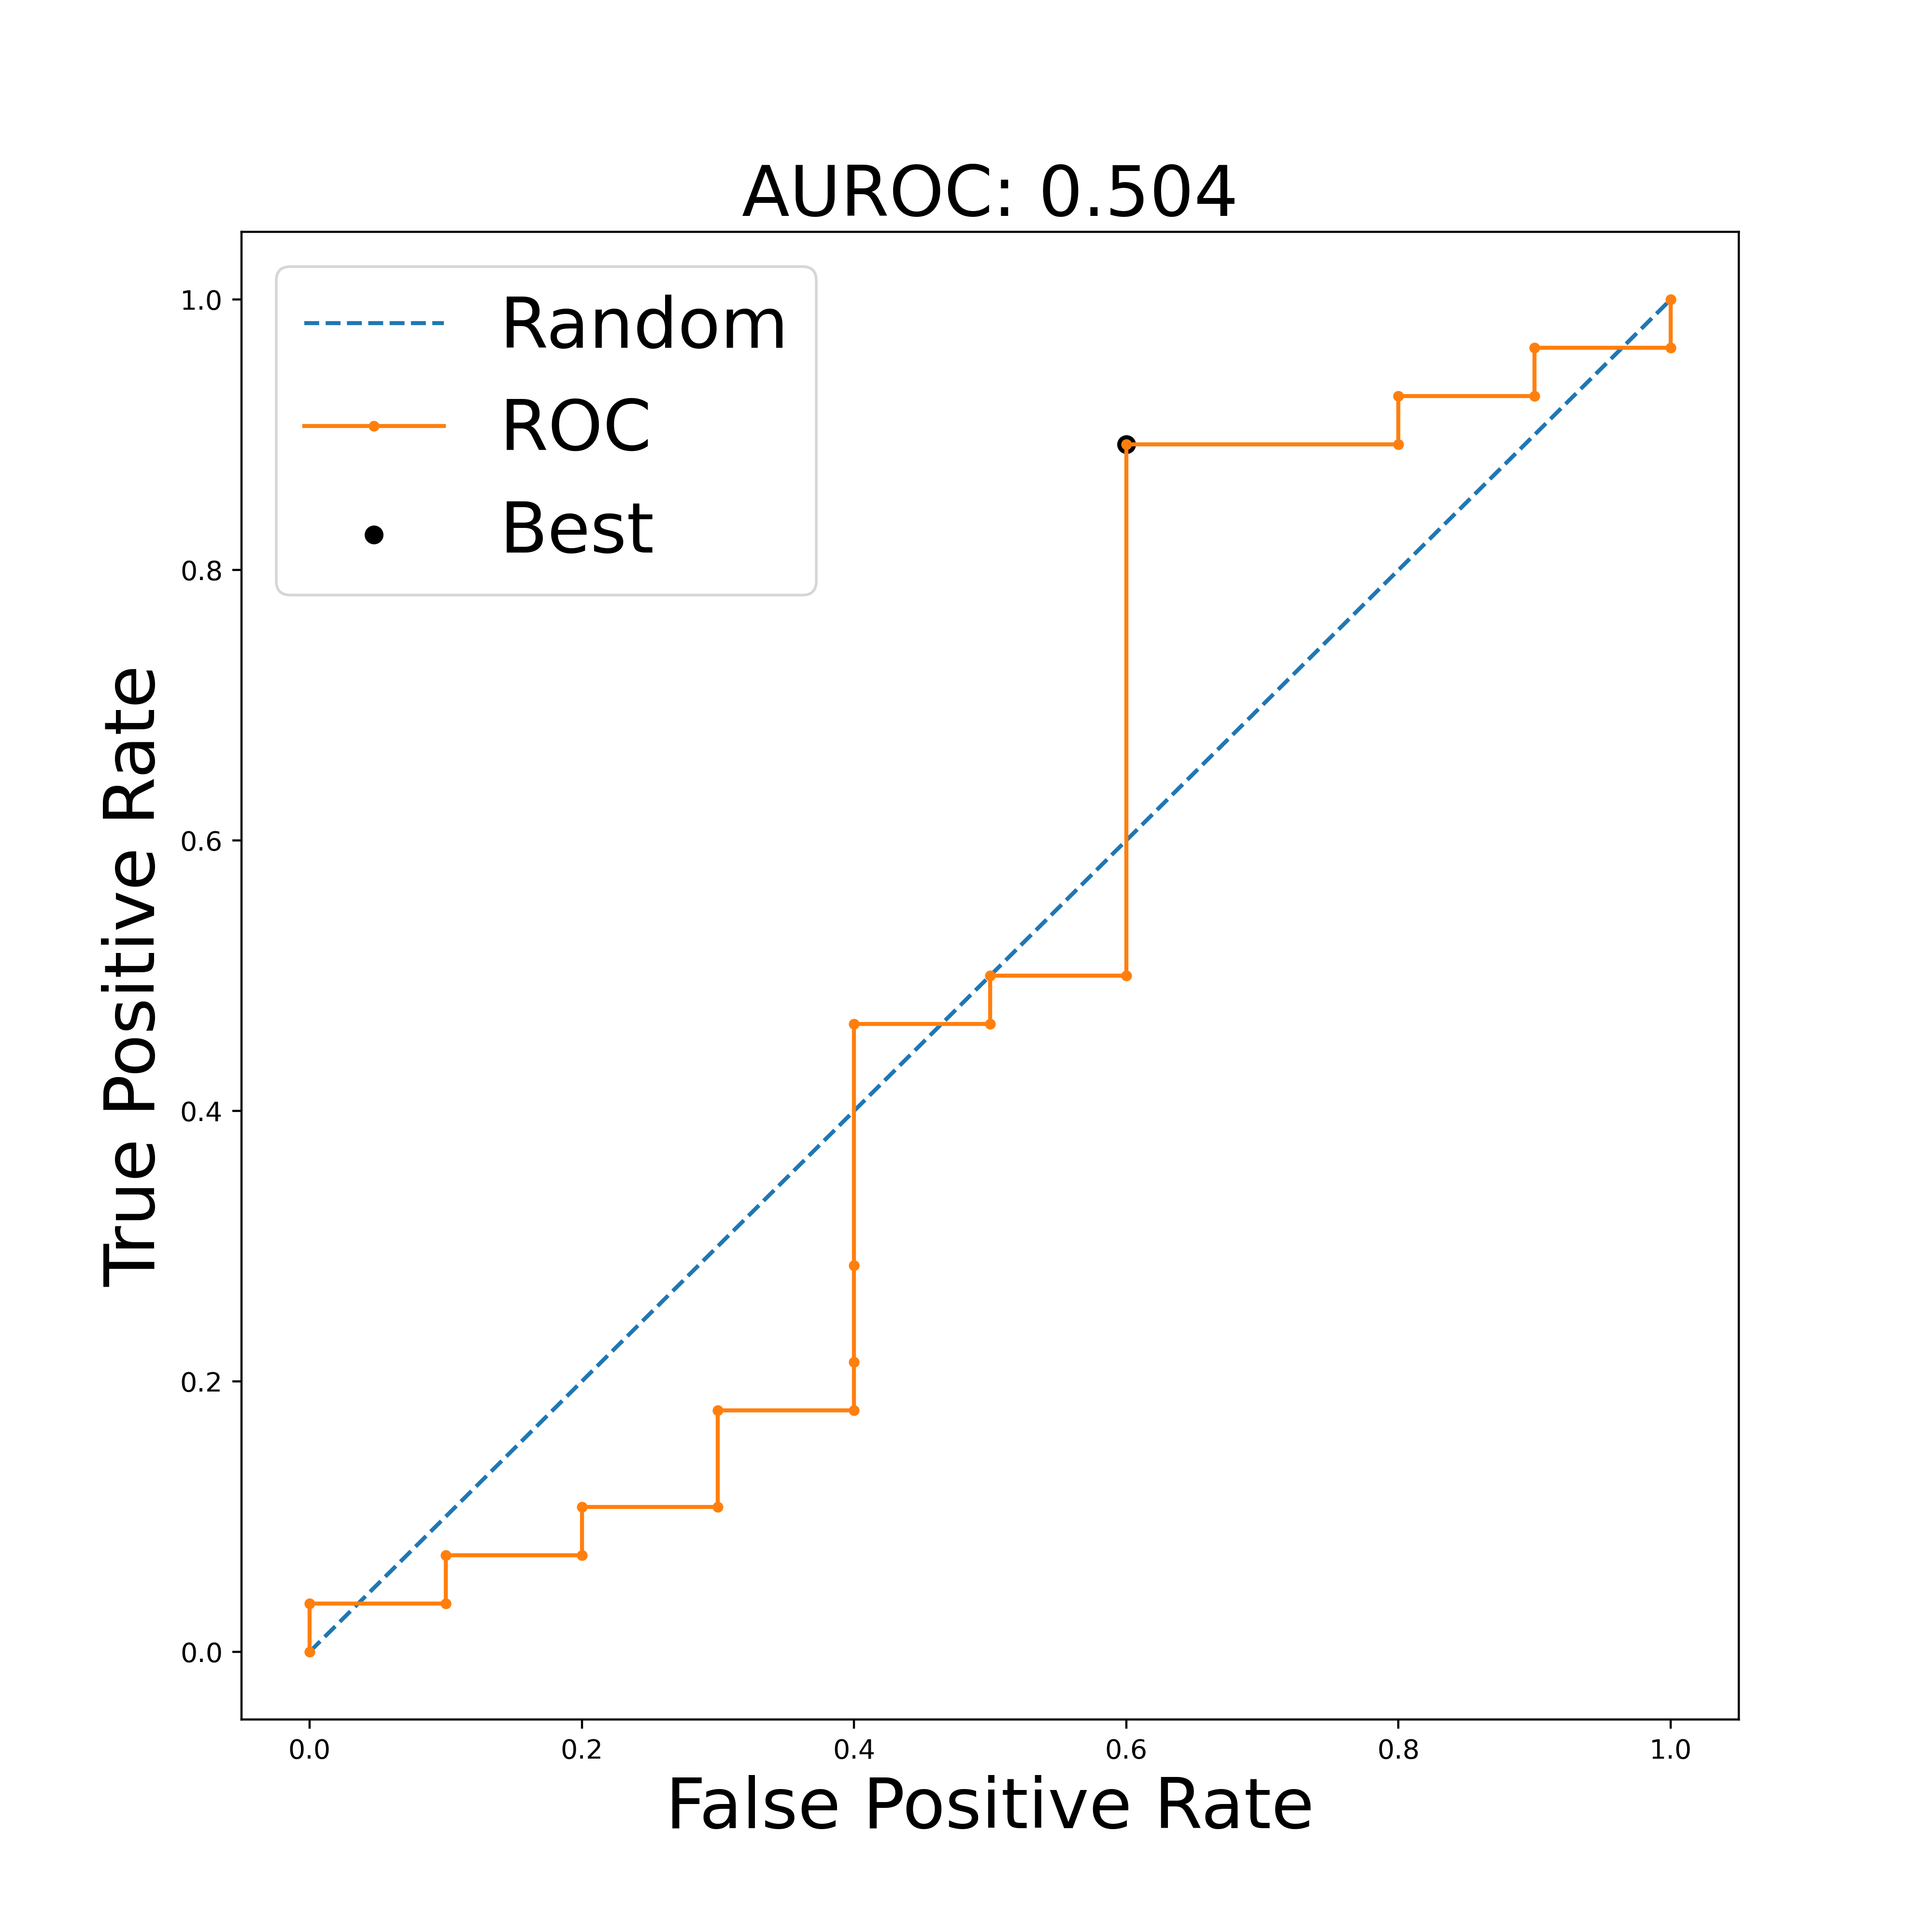 AUROC: 0.504
Random
ROC
Best
True Positive Rate
1.0
0.8
0.6
0.4
0.2
0.0
0.0 0.2 0.4 0.6 0.8 1.0
False Positive Rate